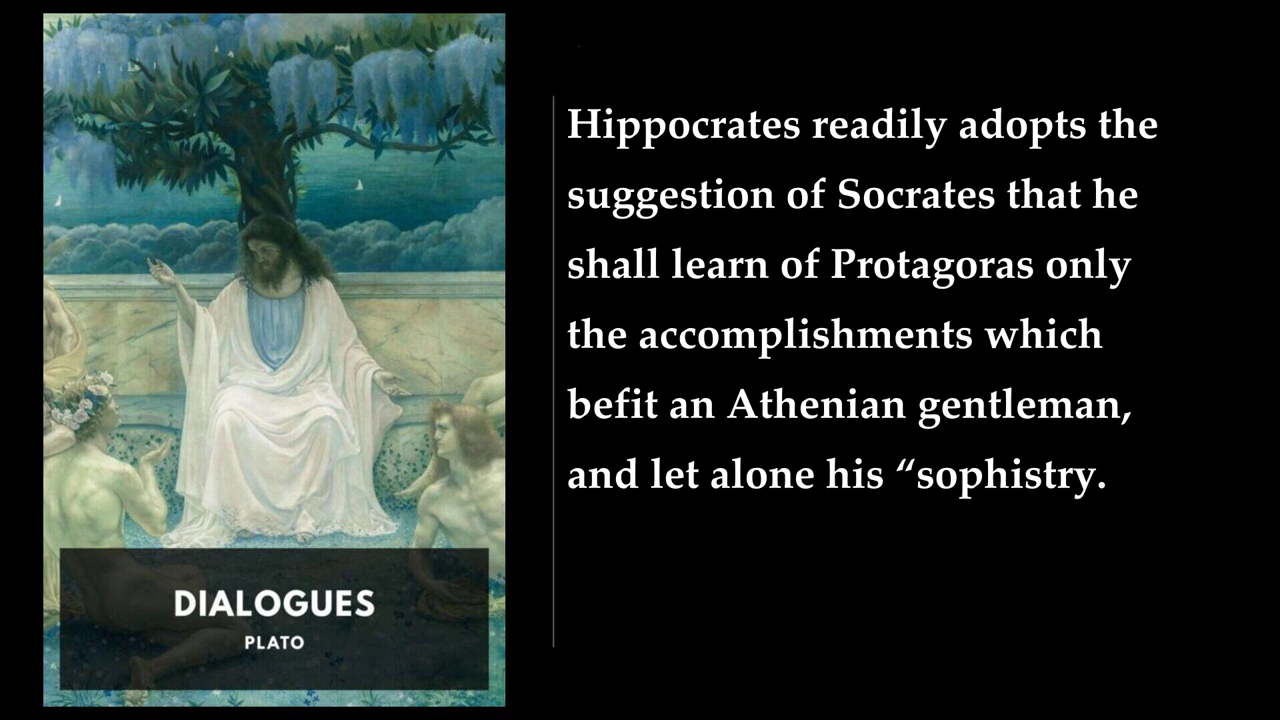 Hippocrates readily adopts the
suggestion of Socrates that he
shall learn of Protagoras only
the accomplishments which
befit an Athenian gentleman,
and let alone his “sophistry.
DIALOGUES
PLATO